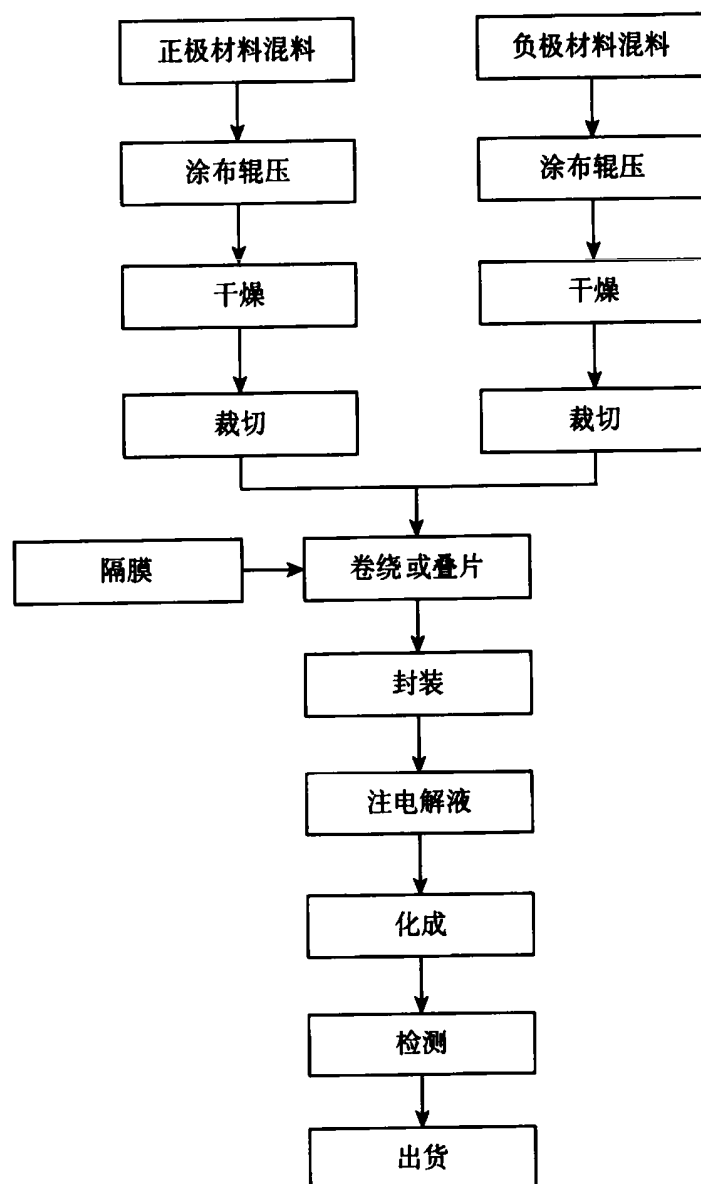 正极材料混料
负极材料混料
涂布辊压
涂布辊压
干燥
干燥
裁切
裁切
隔膜
卷绕或叠片
封装
注电解液
化成
检测
出货